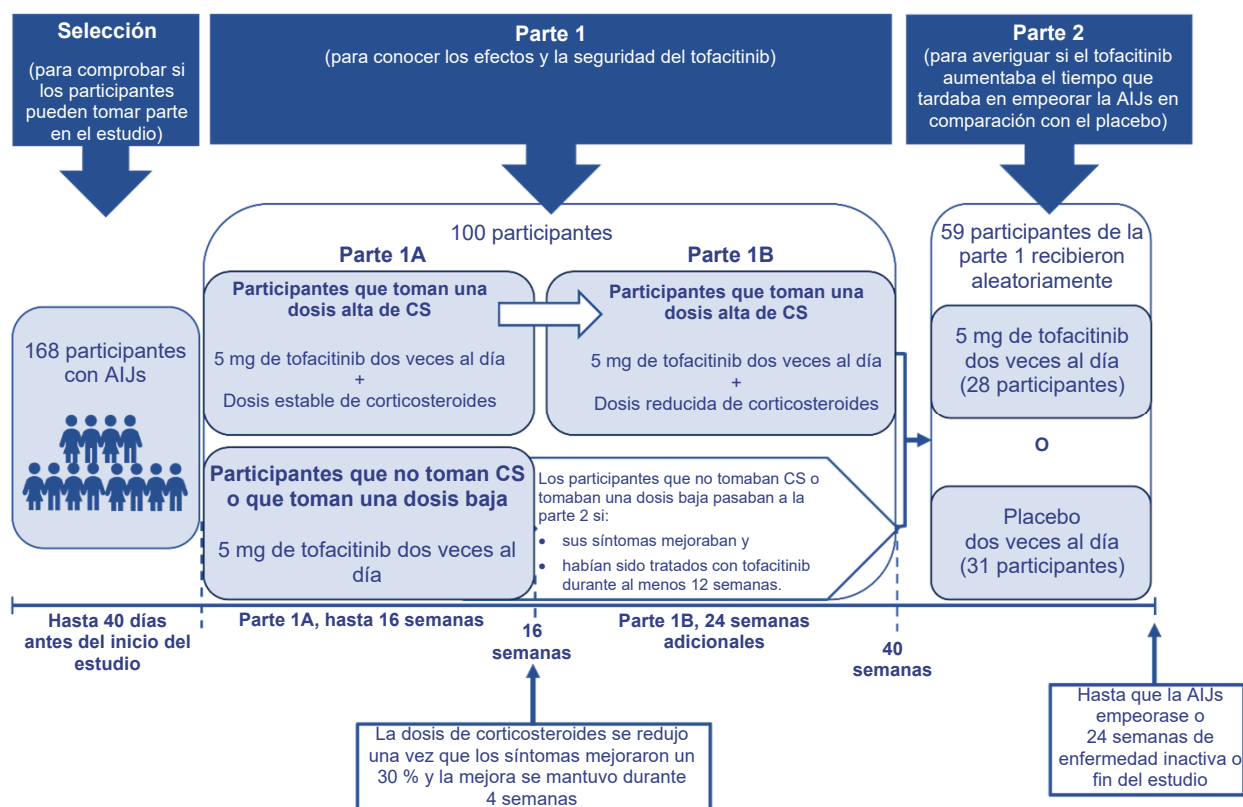 Selección
(para comprobar si
los participantes
pueden tomar parte
en el estudio)
Parte 1
(para conocer los efectos y la seguridad del tofacitinib)
Parte 2
(para averiguar si el tofacitinib
aumentaba el tiempo que
tardaba en empeorar la AIJs en
comparación con el placebo)
168 participantes
con AIJs
100 participantes
Parte 1A
Participantes que toman una
dosis alta de CS
5 mg de tofacitinib dos veces al día
+
Dosis estable de corticosteroides
Parte 1B
Participantes que toman una
dosis alta de CS
5 mg de tofacitinib dos veces al día
+
Dosis reducida de corticosteroides
Participantes que no toman CS
o que toman una dosis baja
5 mg de tofacitinib dos veces al
día
Los participantes que no tomaban CS o
tomaban una dosis baja pasaban a la
parte 2 si:
• sus síntomas mejoraban y
• habían sido tratados con tofacitinib
durante al menos 12 semanas.
59 participantes de la
parte 1 recibieron
aleatoriamente
5 mg de tofacitinib
dos veces al día
(28 participantes)
O
Placebo
dos veces al día
(31 participantes)
Hasta 40 días
antes del inicio del
estudio
Parte 1A, hasta 16 semanas
16
semanas
Parte 1B, 24 semanas
adicionales
40
semanas
La dosis de corticosteroides se redujo
una vez que los síntomas mejoraron un
30 % y la mejora se mantuvo durante
4 semanas
Hasta que la AIJs
empeorase o
24 semanas de
enfermedad inactiva o
fin del estudio